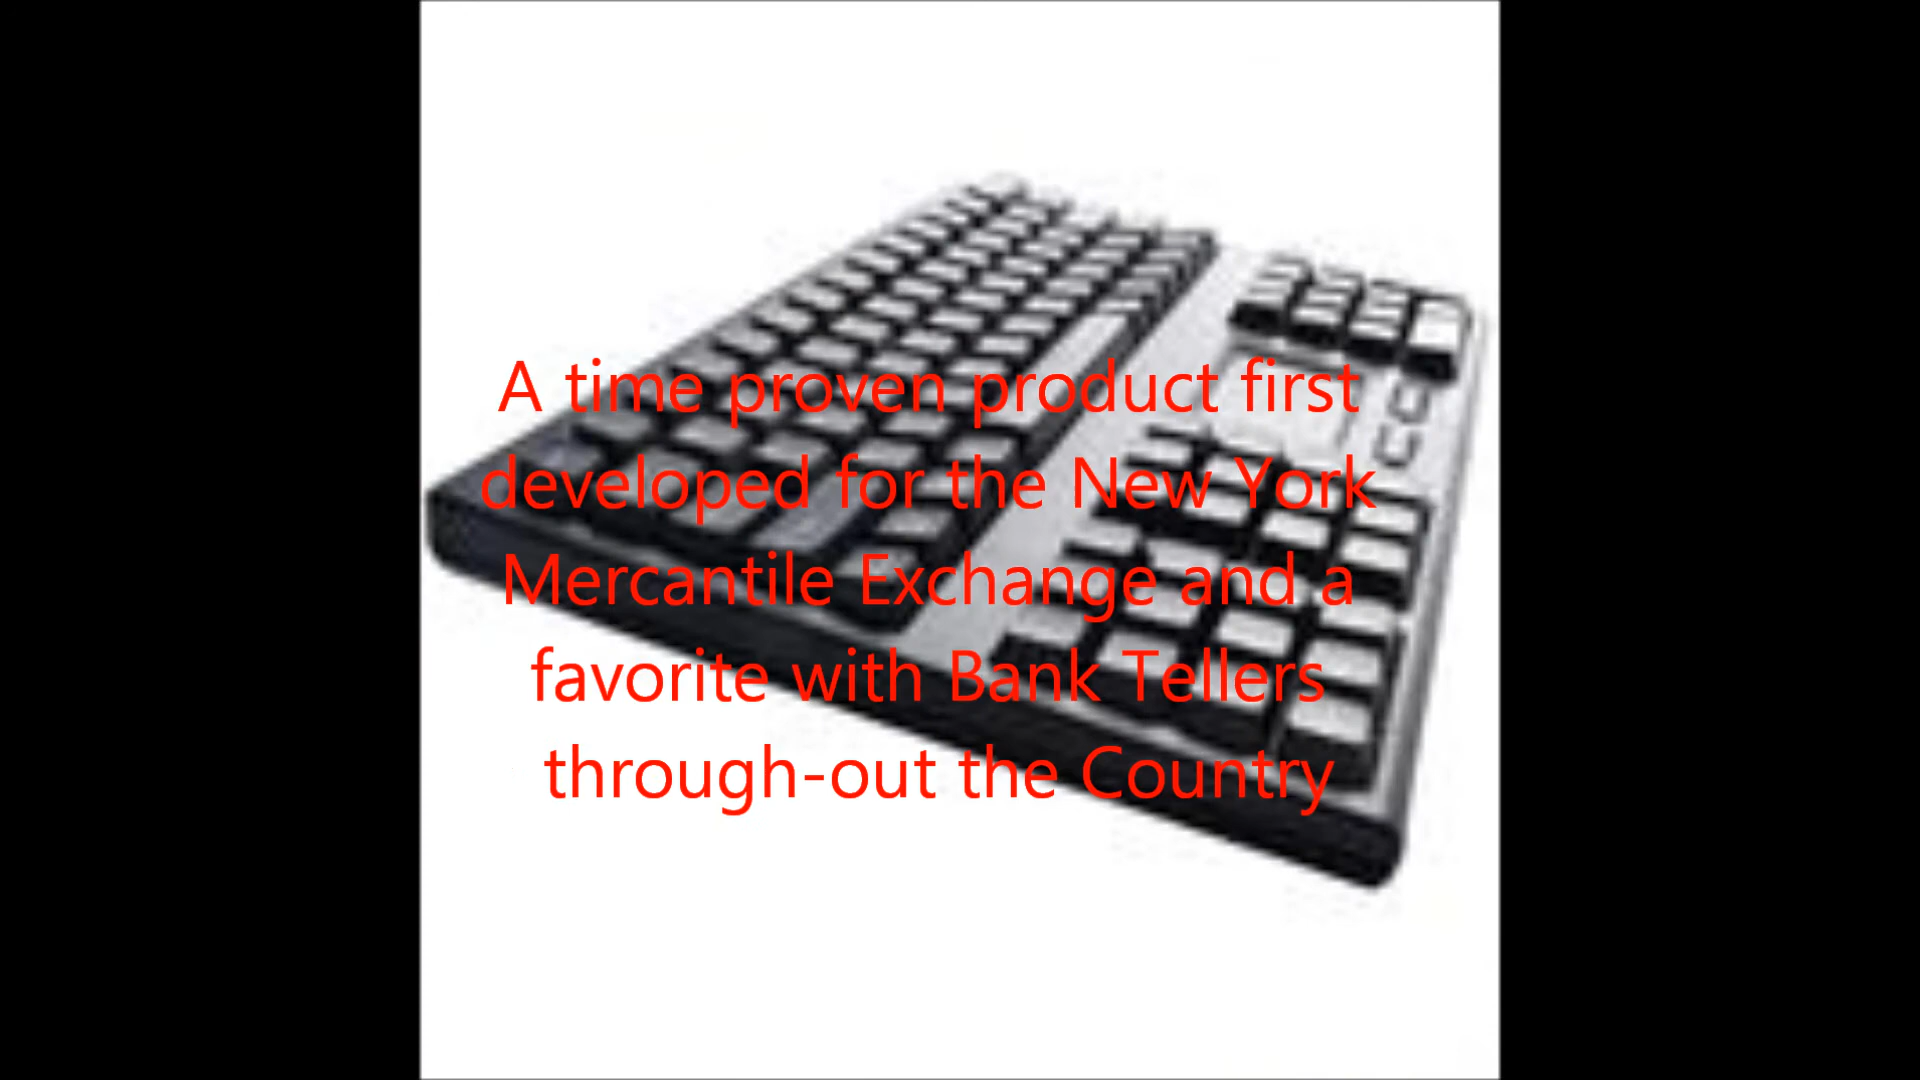 A time proven product first
developed for the New York
Mercantile Exchange and a
favorite with Bank Tellers
through-out the Country